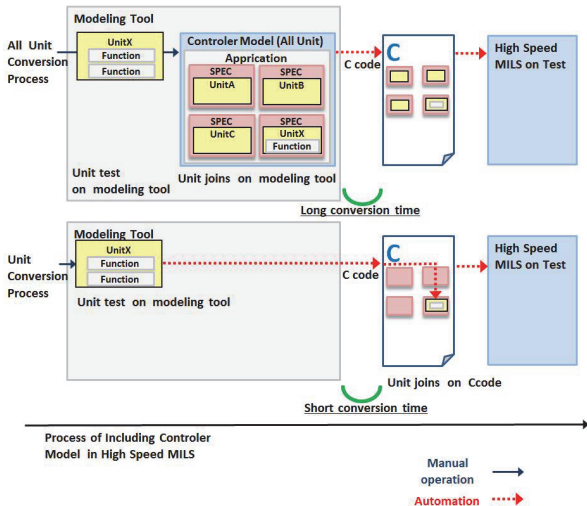 Modeling Tool
All Unit
Conversion
Process
UnitX
Function
Function
Controler Model (All Unit)
Apprication
SPEC
UnitA
SPEC
UnitB
SPEC
UnitC
SPEC
UnitX
Function
Unit test
on modeling tool
Unit joins on modeling tool
C code
C
High Speed
MILS on Test
Long conversion time
Modeling Tool
Unit
Conversion
Process
UnitX
Function
Function
Unit test on modeling tool
C code
C
High Speed
MILS on Test
Unit joins on Ccode
Short conversion time
Process of Including Controler
Model in High Speed MILS
Manual
operation
Automation